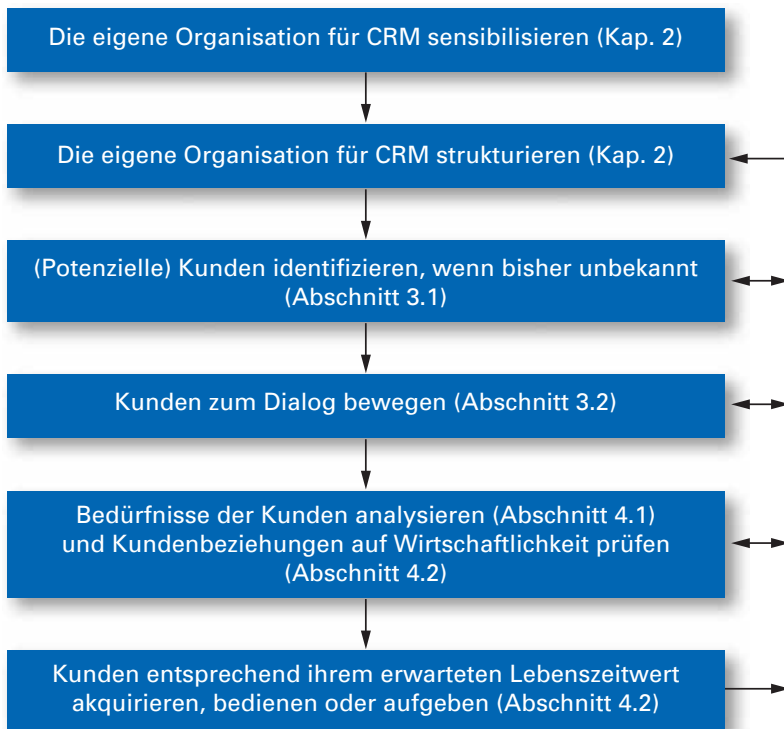 Die eigene Organisation für CRM sensibilisieren (Kap. 2)
Die eigene Organisation für CRM strukturieren (Kap. 2)
(Potenzielle) Kunden identifizieren, wenn bisher unbekannt
(Abschnitt 3.1)
Kunden zum Dialog bewegen (Abschnitt 3.2)
Bedürfnisse der Kunden analysieren (Abschnitt 4.1)
und Kundenbeziehungen auf Wirtschaftlichkeit prüfen
(Abschnitt 4.2)
Kunden entsprechend ihrem erwarteten Lebenszeitwert
akquirieren, bedienen oder aufgeben (Abschnitt 4.2)